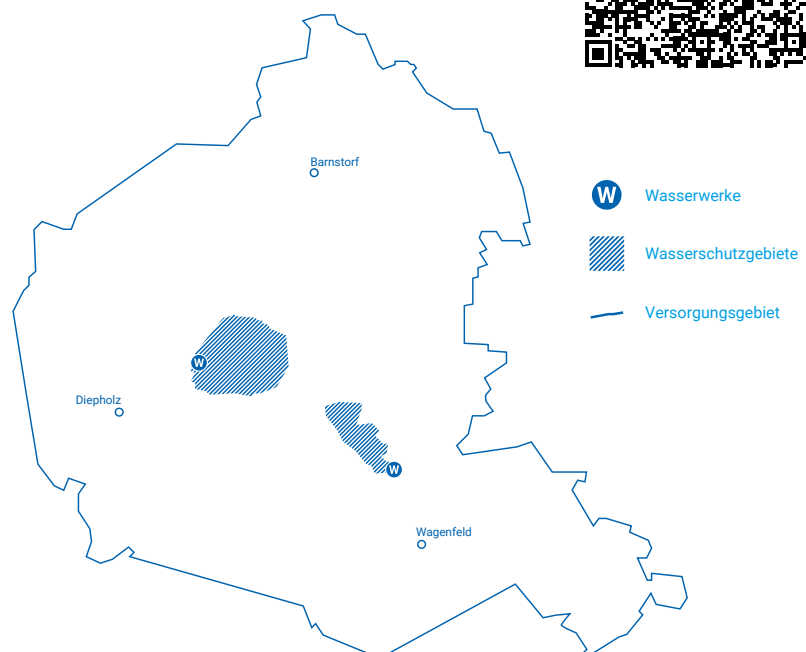 Barnstorf
W Wasserwerke
Wasserschutzgebiete
Versorgungsgebiet
W
Diepholz
W
Wagenfeld